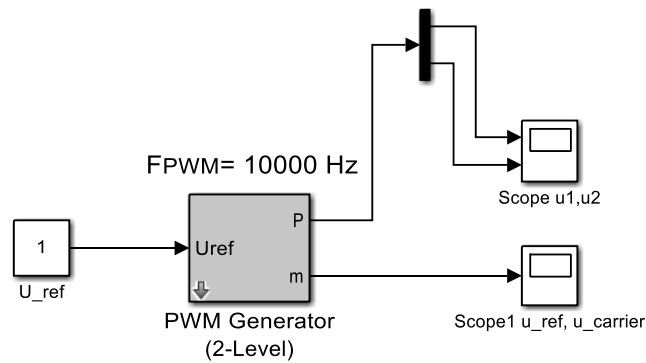 FPWM= 10000 Hz
P
Scope u1,u2
1
Uref
m
U_ref
PWM Generator
(2-Level)
Scope1 u_ref, u_carrier